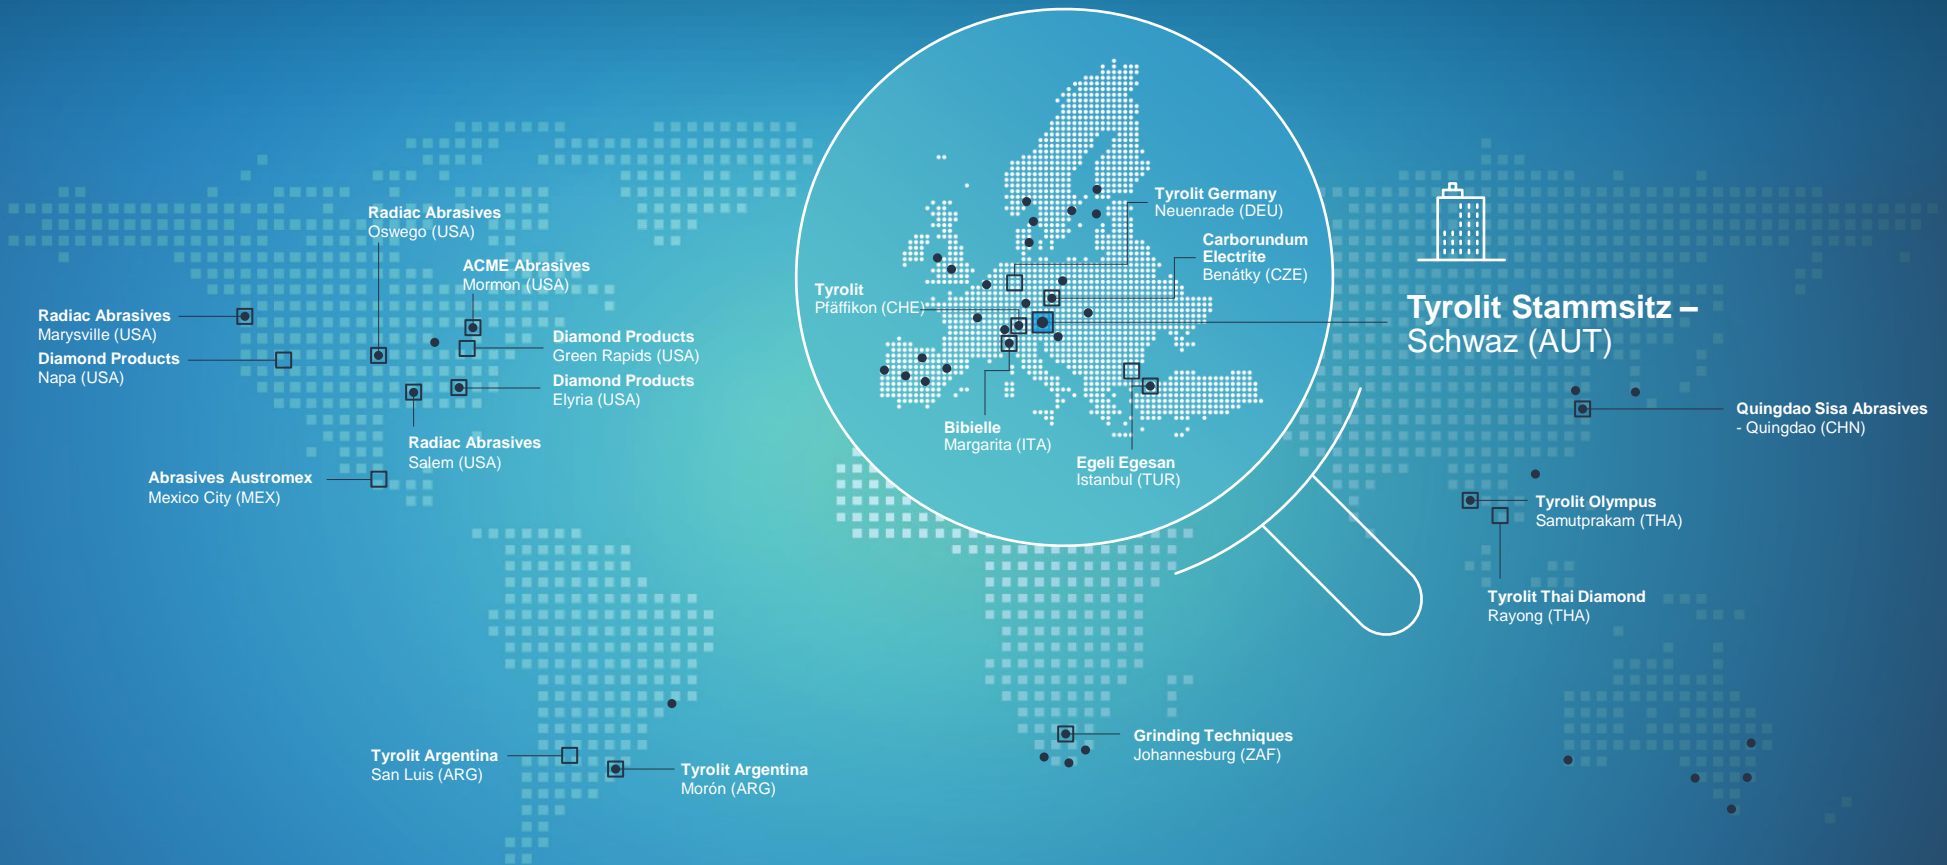 Radiac Abrasives
Oswego (USA)
ACME Abrasives
Mormon (USA)
Radiac Abrasives
Marysville (USA)
Diamond Products
Napa (USA)
Diamond Products
Green Rapids (USA)
Diamond Products
Elyria (USA)
Radiac Abrasives
Salem (USA)
Abrasives Austromex
Mexico City (MEX)
Tyrolit Argentina
San Luis (ARG)
Tyrolit Argentina
Morón (ARG)
Tyrolit Germany
Neuenrade (DEU)
Carborundum
Electrite
Benátky (CZE)
Tyrolit
Pfäffikon (CHE)
Bibielle
Margarita (ITA)
Egeli Egesan
Istanbul (TUR)
Tyrolit Stammsitz –
Schwaz (AUT)
Quingdao Sisa Abrasives
- Quingdao (CHN)
Tyrolit Olympus
Samutprakarn (THA)
Tyrolit Thai Diamond
Rayong (THA)
Grinding Techniques
Johannesburg (ZAF)